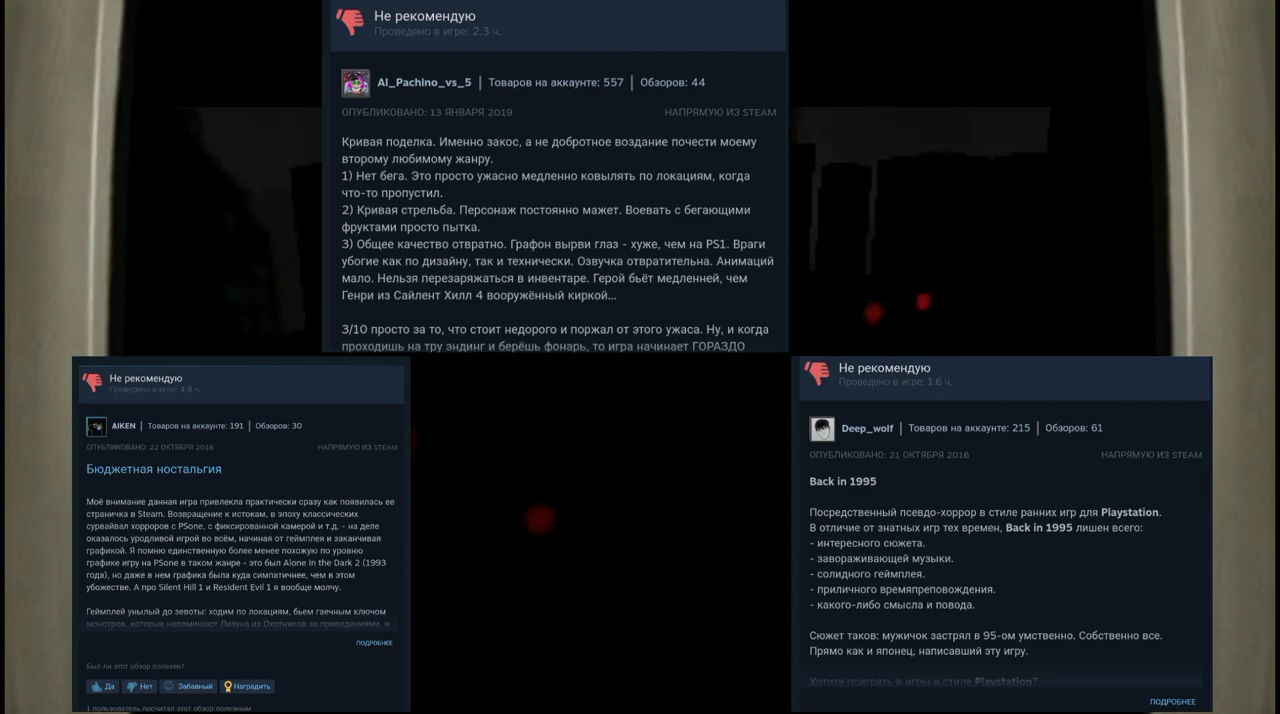 Не рекомендую
Проведено в игре: 2.3 ч.
Al_Pachino_vs_5 | Товаров на аккаунте: 557 | Обзоров: 44
ОПУБЛИКОВАНО: 13 ЯНВАРЯ 2019 НАПРЯМУЮ ИЗ STEAM
Кривая поделка. Именно закос, а не добротное воздание почести моему
второму любимому жанру.
1) Нет бега. Это просто ужасно медленно ковылять по локациям, когда
что-то пропустил.
2) Кривая стрельба. Персонаж постоянно мажет. Воевать с бегающими
фруктами просто пытка.
3) Общее качество отвратно. Графон вырви глаз - хуже, чем на PS1. Враги
убогие как по дизайну, так и технически. Озвучка отвратительна. Анимаций
мало. Нельзя перезаряжаться в инвентаре. Герой бьёт медленней, чем
Генри из Сайлент Хилл 4 вооружённый киркой...
3/10 просто за то, что стоит недорого и поржал от этого ужаса. Ну, и когда
проходишь на тру эндинг и берёшь фонарь, то игра начинает ГОРАЗДО
Не рекомендую
Проведено в игре: 4.8 ч.
AIKEN | Товаров на аккаунте: 191 | Обзоров: 30
ОПУБЛИКОВАНО: 22 ОКТЯБРЯ 2016 НАПРЯМУЮ ИЗ STEAM
Бюджетная ностальгия
Моё внимание данная игра привлекла практически сразу как появилась ее
страничка в Steam. Возвращение к истокам, в эпоху классических
сурвайвал хорроров с PSone, с фиксированной камерой и т.д. - на деле
оказалось уродливой игрой во всём, начиная от геймплея и заканчивая
графикой. Я помню единственную более менее похожую по уровню
графике игру на PSone в таком жанре - это был Alone in the Dark 2 (1993
года), но даже в нем графика была куда симпатичнее, чем в этом
убожестве. А про Silent Hill 1 и Resident Evil 1 я вообще молчу.
Геймплей унылый до зевоты: ходим по локациям, бьем гаечным ключом
монстров, которые напоминают Лизуна из Охотников за приведениями, и
ПОДРОБНЕЕ
Был ли этот обзор полезен?
Да Нет Забавный Наградить
1 пользователь посчитал этот обзор полезным
Не рекомендую
Проведено в игре: 1.6 ч.
Deep_wolf | Товаров на аккаунте: 215 | Обзоров: 61
ОПУБЛИКОВАНО: 21 ОКТЯБРЯ 2016 НАПРЯМУЮ ИЗ STEAM
Back in 1995
Посредственный псевдо-хоррор в стиле ранних игр для Playstation.
В отличие от знатных игр тех времен, Back in 1995 лишен всего:
- интересного сюжета.
- завораживающей музыки.
- солидного геймплея.
- приличного времяпреповождения.
- какого-либо смысла и повода.
Сюжет таков: мужичок застрял в 95-ом умственно. Собственно все.
Прямо как и японец, написавший эту игру.
Хотите поиграть в игры в стиле Playstation?
ПОДРОБНЕЕ